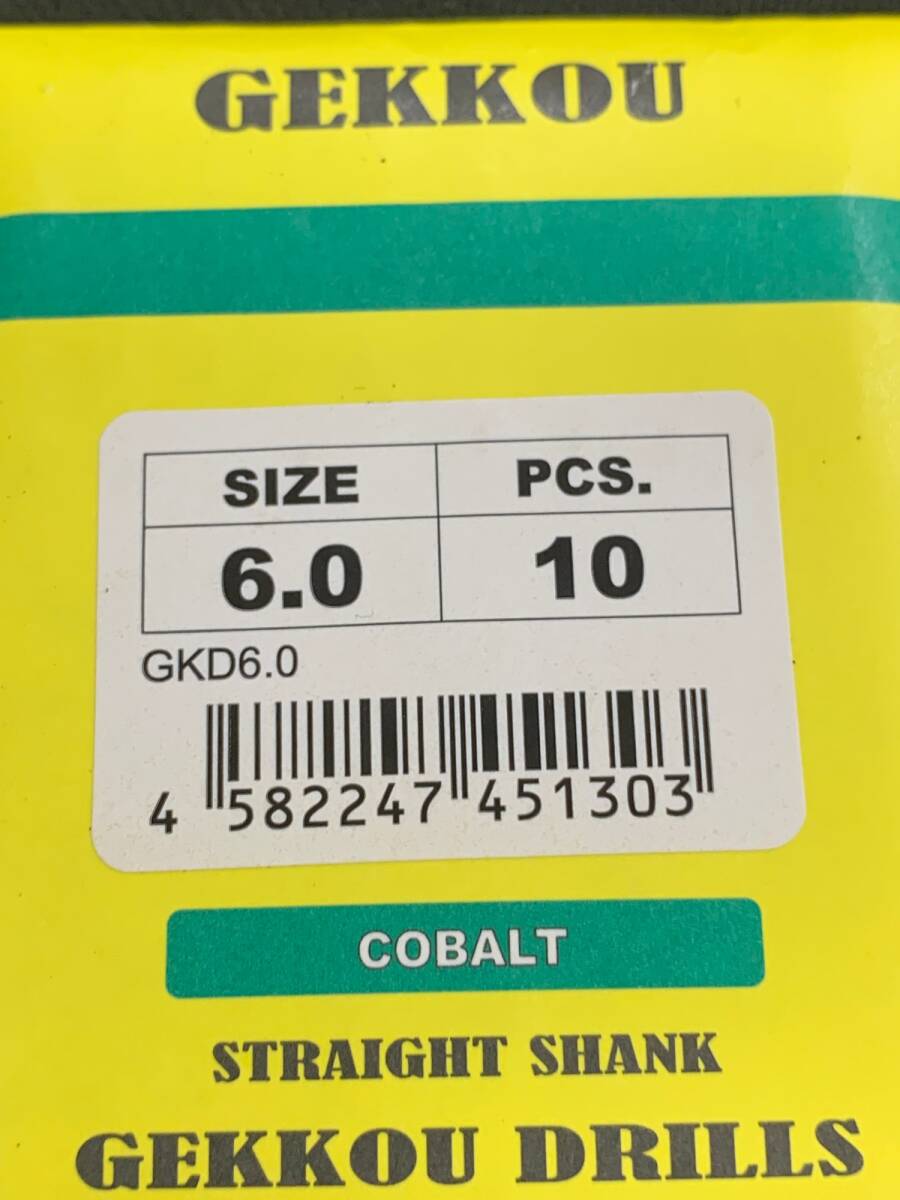 GEKKOU
SIZE PCS.
6.0 10
GKD6.0
4 582247 451303
COBALT
STRAIGHT SHANK
GEKKOU DRILLS